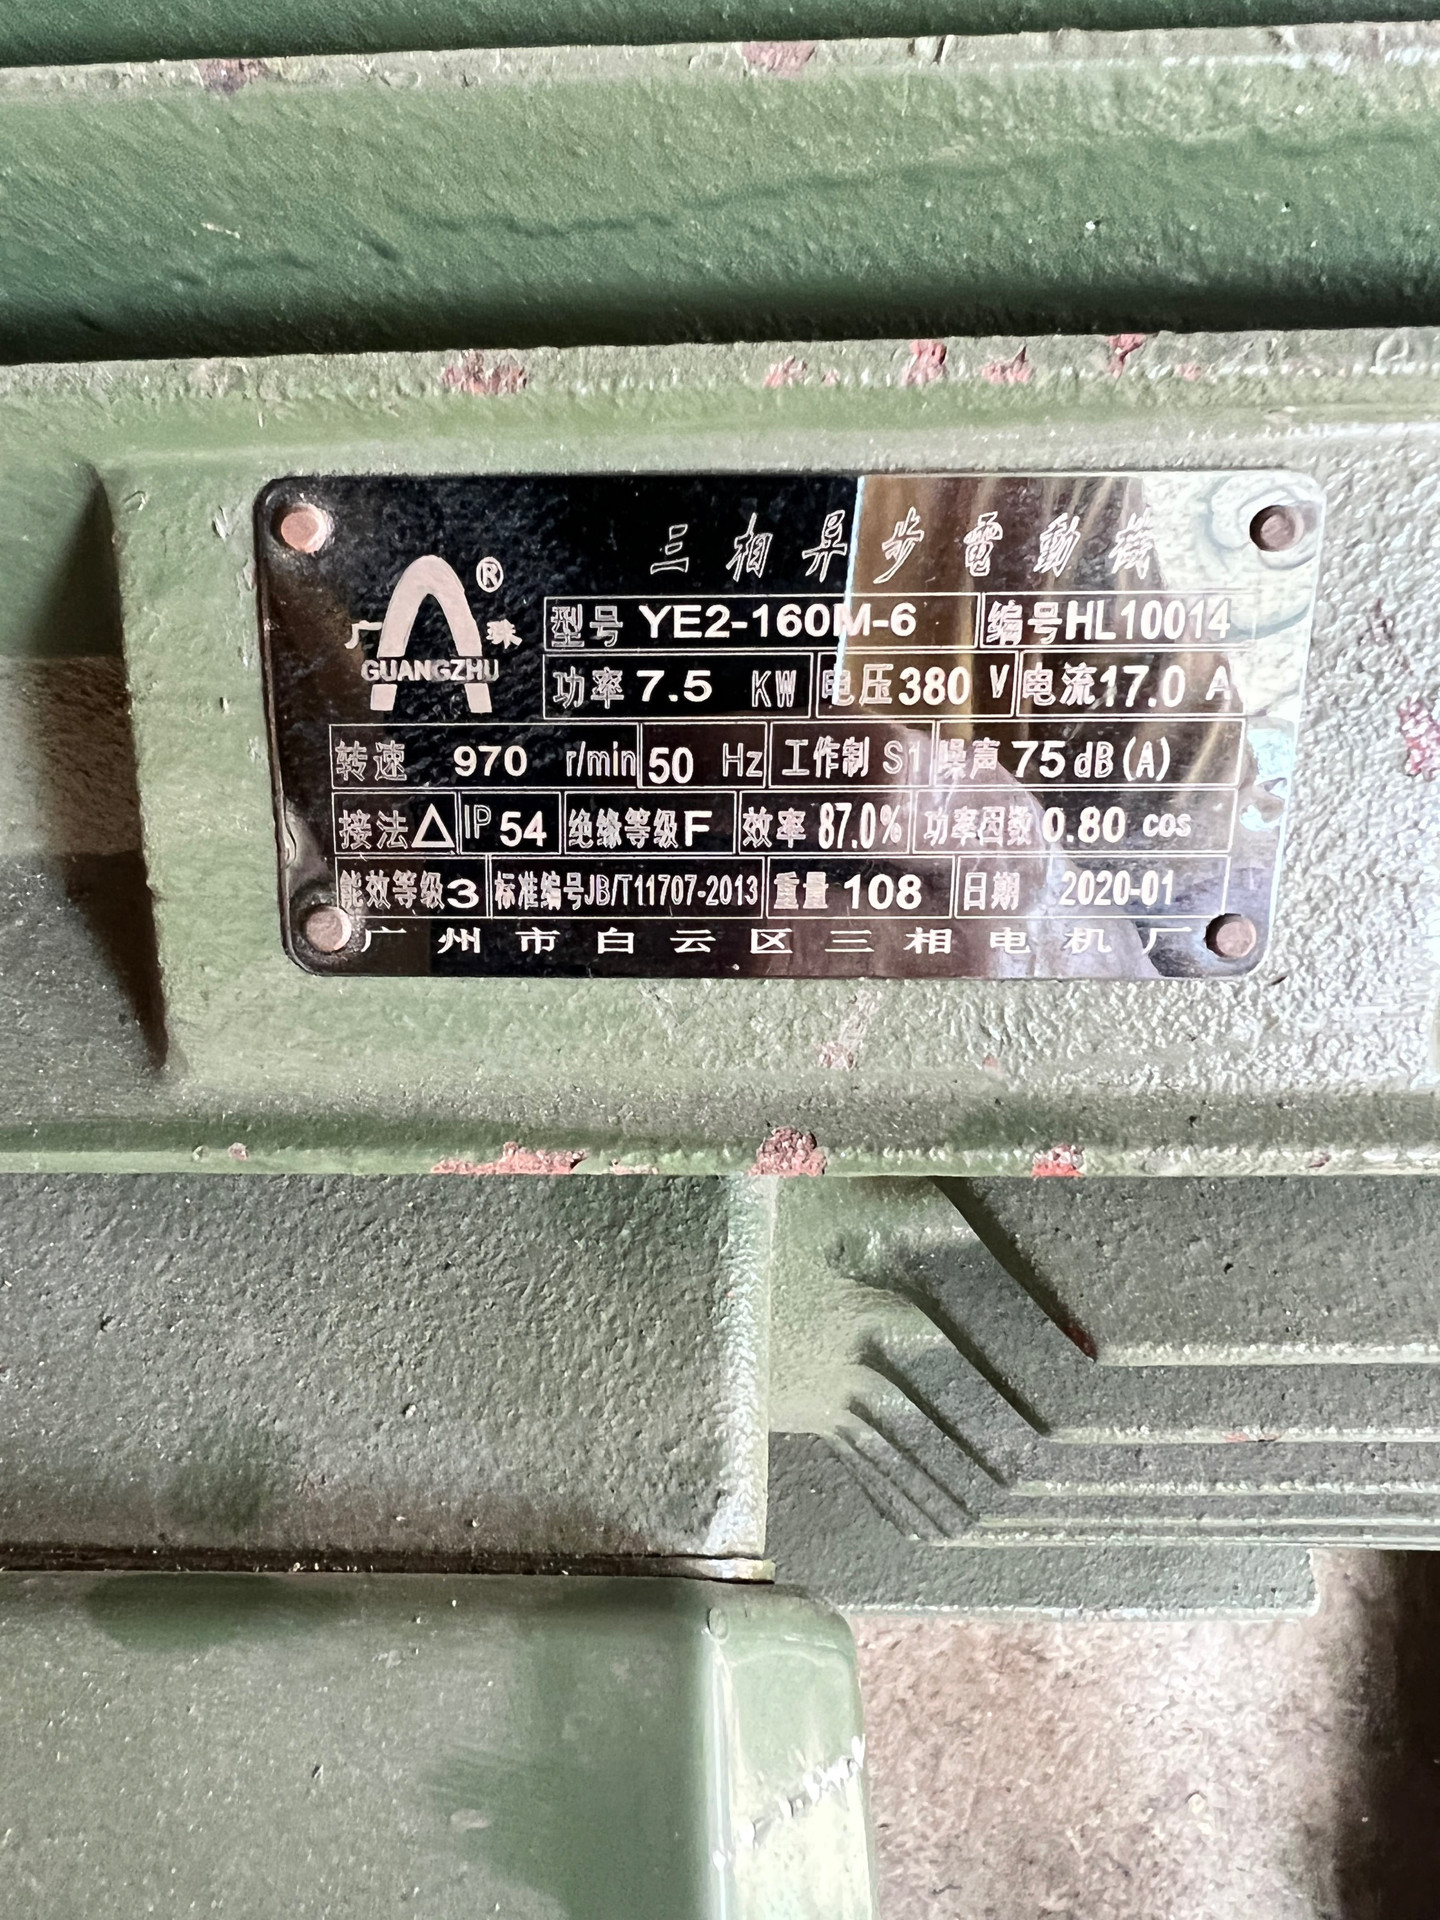 三相异步電動機
®
广珠
GUANGZHU
型号 YE2-160M-6 编号HL10014
功率 7.5 KW 电压380 V 电流17.0 A
转速 970 r/min 50 Hz 工作制 S1 噪声 75 dB(A)
接法△ IP 54 绝缘等级F 效率 87.0% 功率因数0.80 cos
能效等级3 标准编号JB/T11707-2013 重量 108 日期 2020-01
广州市白云区三相电机厂